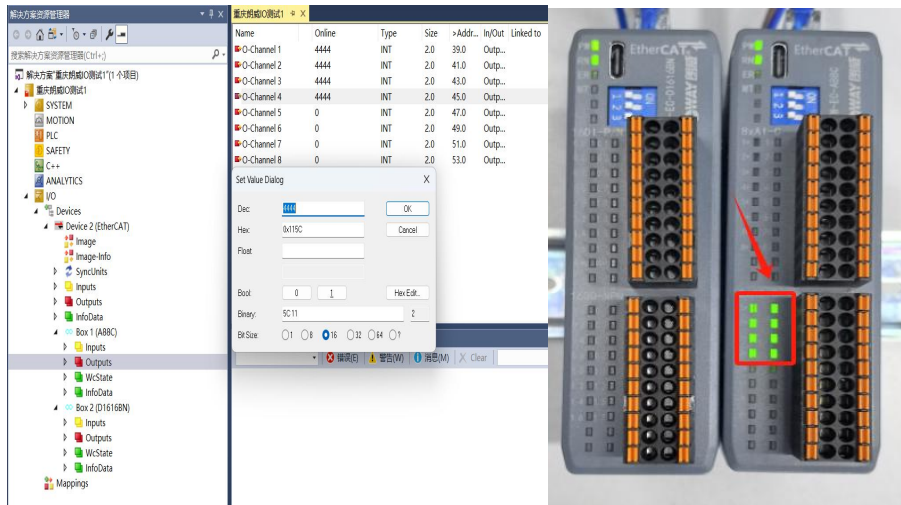 解决方案资源管理器
搜索解决方案资源管理器(Ctrl+;)
解决方案"重庆朗威IO测试1"(1 个项目)
重庆朗威IO测试1
SYSTEM
MOTION
PLC
SAFETY
C++
ANALYTICS
I/O
Devices
Device 2 (EtherCAT)
Image
Image-Info
SyncUnits
Inputs
Outputs
InfoData
Box 1 (A88C)
Inputs
Outputs
WcState
InfoData
Box 2 (D1616BN)
Inputs
Outputs
WcState
InfoData
Mappings
重庆朗威IO测试1
Name Online Type Size >Addr... In/Out Linked to
O-Channel 1 4444 INT 2.0 39.0 Outp...
O-Channel 2 4444 INT 2.0 41.0 Outp...
O-Channel 3 4444 INT 2.0 43.0 Outp...
O-Channel 4 4444 INT 2.0 45.0 Outp...
O-Channel 5 0 INT 2.0 47.0 Outp...
O-Channel 6 0 INT 2.0 49.0 Outp...
O-Channel 7 0 INT 2.0 51.0 Outp...
O-Channel 8 0 INT 2.0 53.0 Outp...
Set Value Dialog X
Dec: 4444 OK
Hex: 0x115C Cancel
Float:
Bool: 0 1 Hex Edit...
Binary: 5C 11 2
Bit Size: 1 8 16 32 64 ?
错误(E) 警告(W) 消息(M) Clear
EtherCAT
ON
1 2 3
EtherCAT
ON
1 2 3